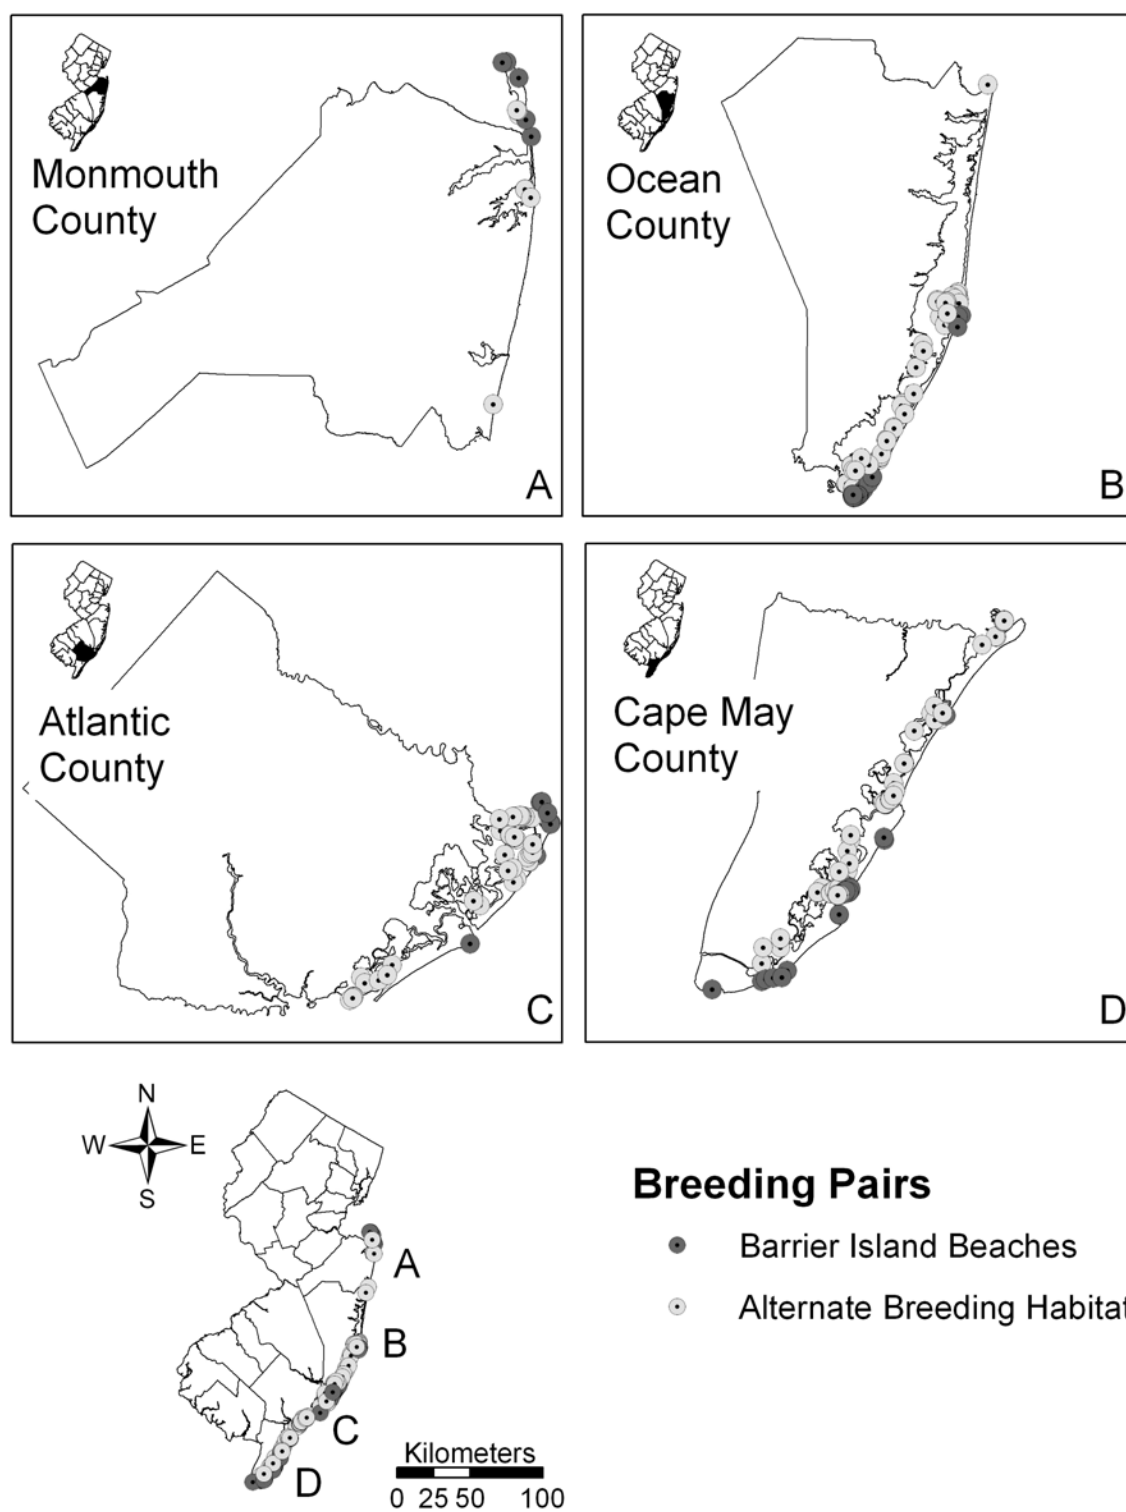 Monmouth
County
A
Ocean
County
B
Atlantic
County
C
Cape May
County
D
N
W
E
S
A
B
C
D
Kilometers
0 25 50 100
Breeding Pairs
Barrier Island Beaches
Alternate Breeding Habitat